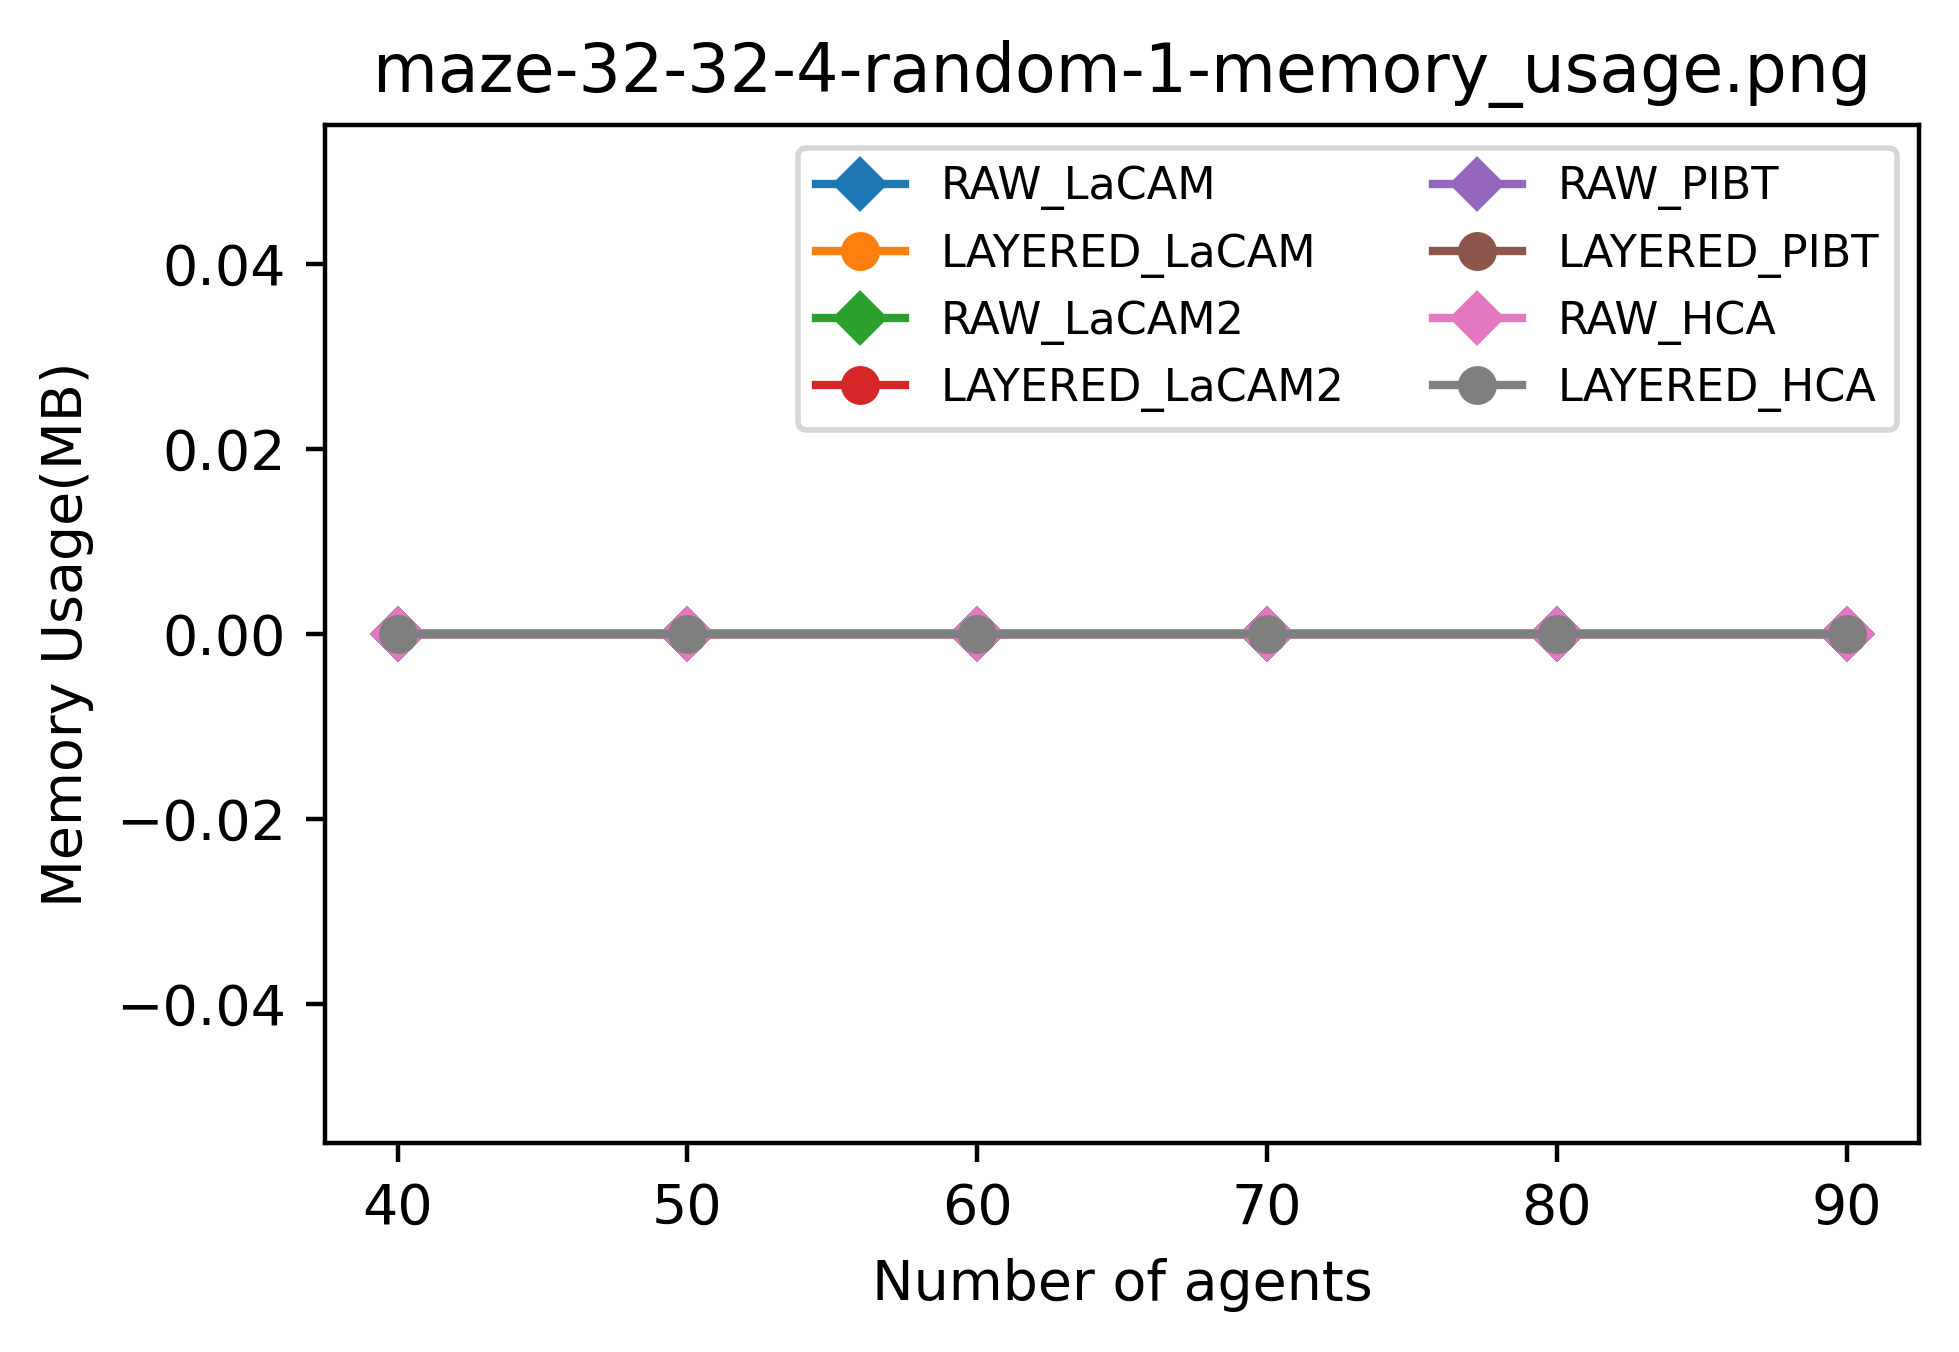 maze-32-32-4-random-1-memory_usage.png
RAW_LaCAM
LAYERED_LaCAM
RAW_LaCAM2
LAYERED_LaCAM2
RAW_PIBT
LAYERED_PIBT
RAW_HCA
LAYERED_HCA
Memory Usage(MB)
0.04
0.02
0.00
−0.02
−0.04
40 50 60 70 80 90
Number of agents